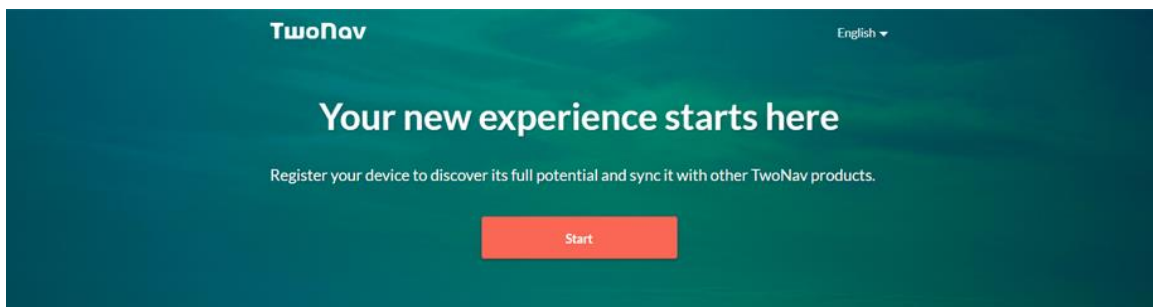 TwoNav
English
Your new experience starts here
Register your device to discover its full potential and sync it with other TwoNav products.
Start